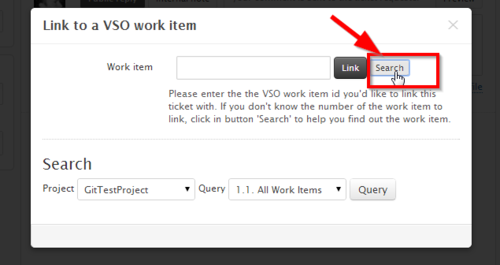 Link to a VSO work item
Work item Link Search
Please enter the the VSO work item id you'd like to link this
ticket with. If you don't know the number of the work item to
link, click in button 'Search' to help you find out the work item.
Search
Project GitTestProject Query 1.1. All Work Items Query